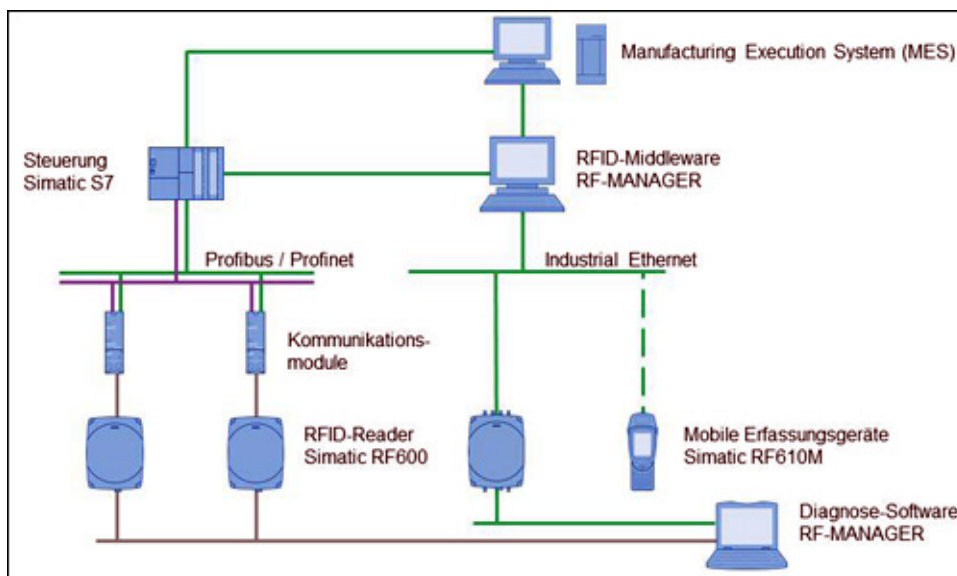 Manufacturing Execution System (MES)
Steuerung
Simatic S7
RFID-Middleware
RF-MANAGER
Profibus / Profinet
Industrial Ethernet
Kommunikations-
module
RFID-Reader
Simatic RF600
Mobile Erfassungsgeräte
Simatic RF610M
Diagnose-Software
RF-MANAGER